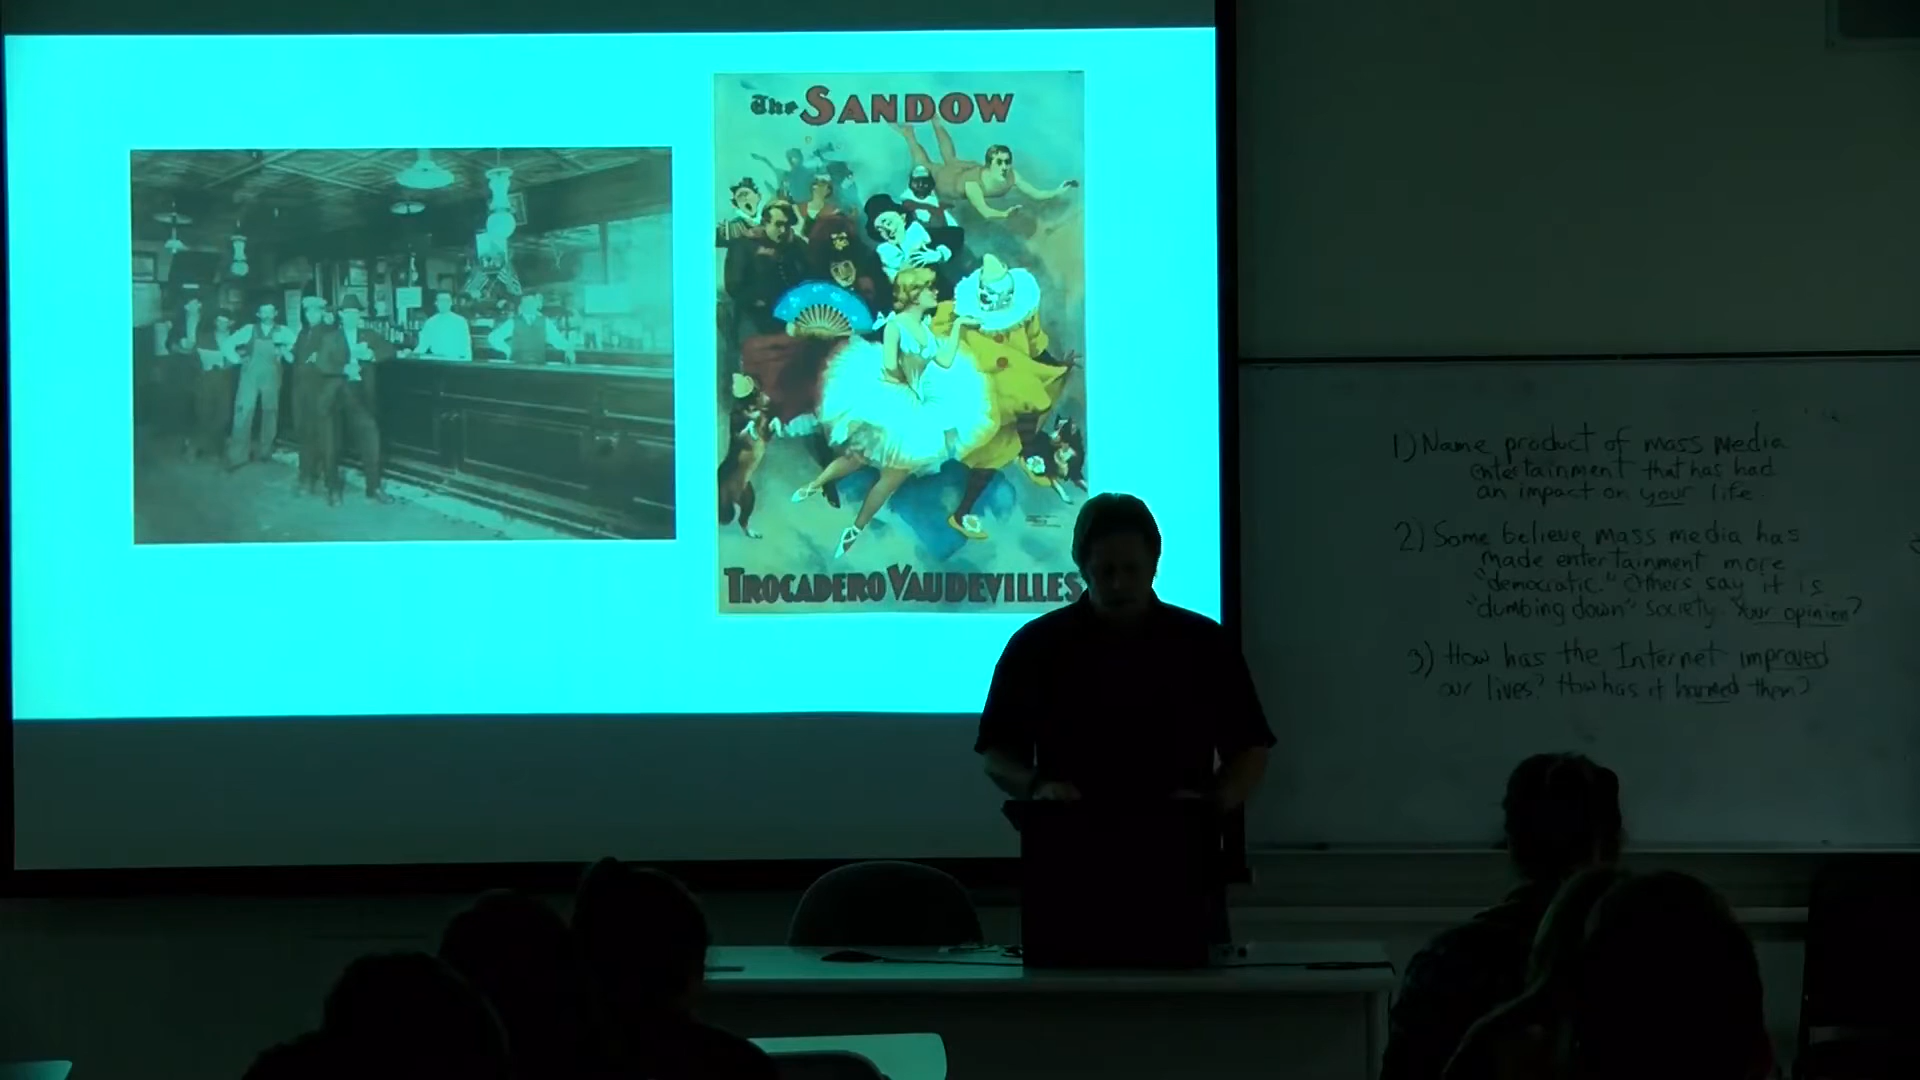 The SANDOW
TROCADERO VAUDEVILLES
1) Name product of mass media
entertainment that has had
an impact on your life
2) Some believe mass media has
made entertainment more
"democratic." Others say it is
"dumbing down" society. Your opinion?
3) How has the Internet improved
our lives? How has it harmed them?